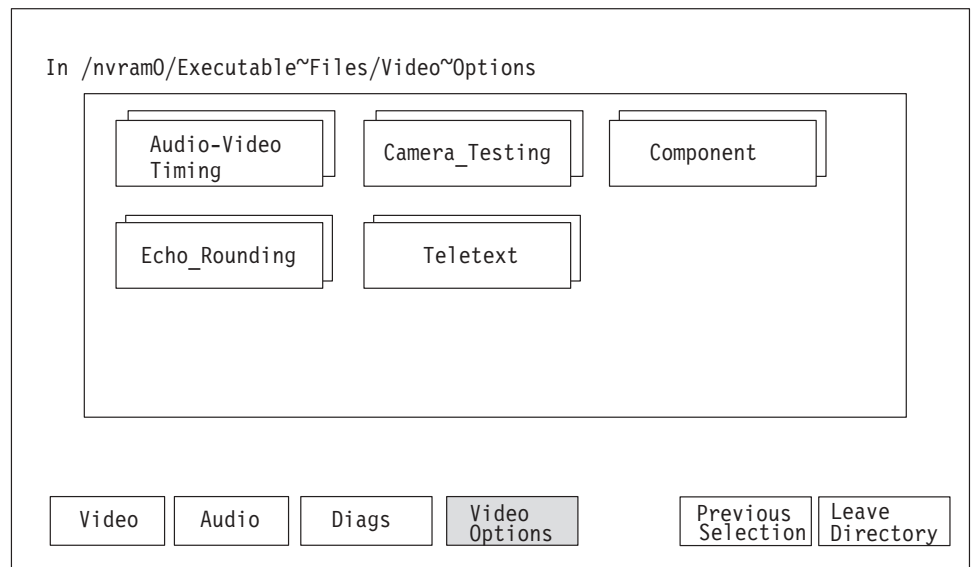 In /nvram0/Executable~Files/Video~Options
Audio-Video
Timing
Camera_Testing
Component
Echo_Rounding
Teletext
Video
Audio
Diags
Video
Options
Previous
Selection
Leave
Directory